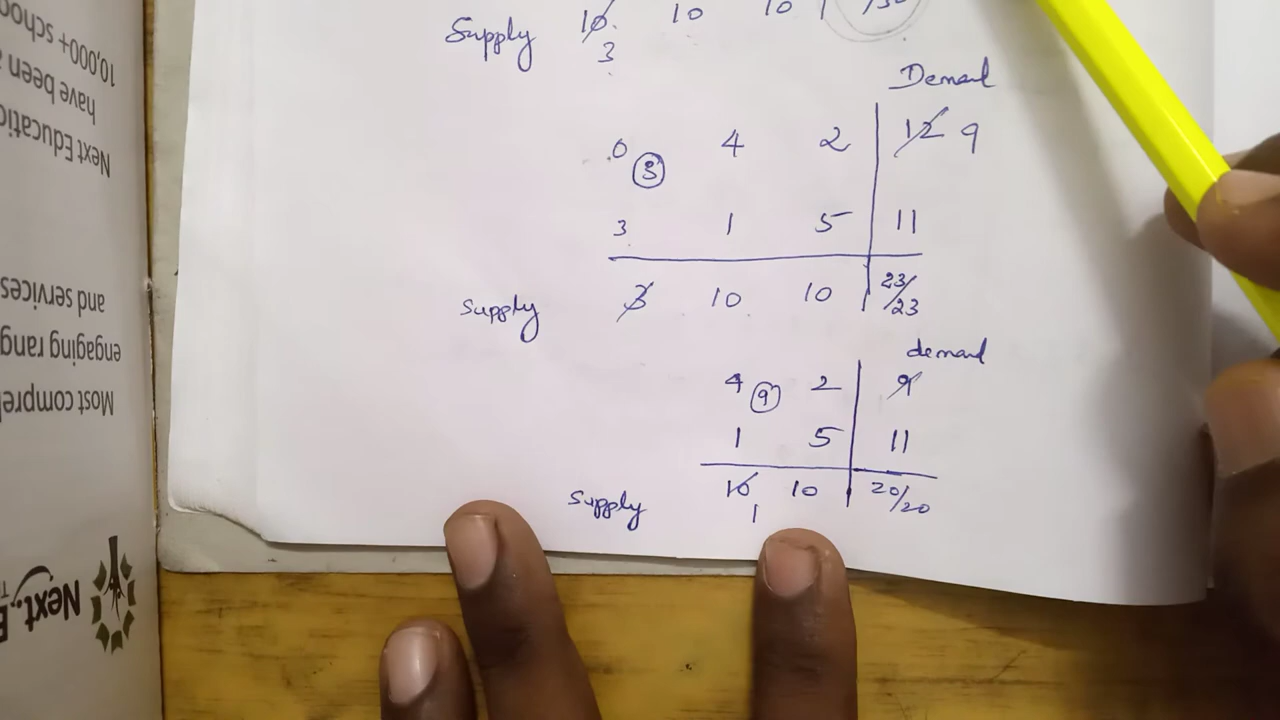 Supply 10 10 10 /30
3
Demand
0 4 2 12 9
3
3 1 5 11
Supply 3 10 10 23/23
demand
4 9 2 9
1 5 11
Supply 10 10 20/20
1
10,000+ schoo
have been a
Next Educatio
and services
engaging rang
Most compreh
Next